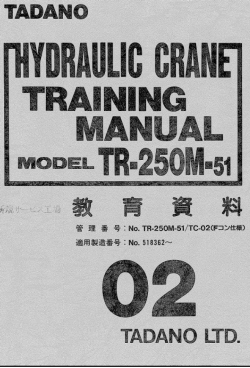 TADANO
HYDRAULIC CRANE
TRAINING
MANUAL
MODEL TR-250M-51
教育資料
管理番号: No. TR-250M-51/TC-02(Fコン仕様)
適用製造番号: No. 518362~
02
TADANO LTD.